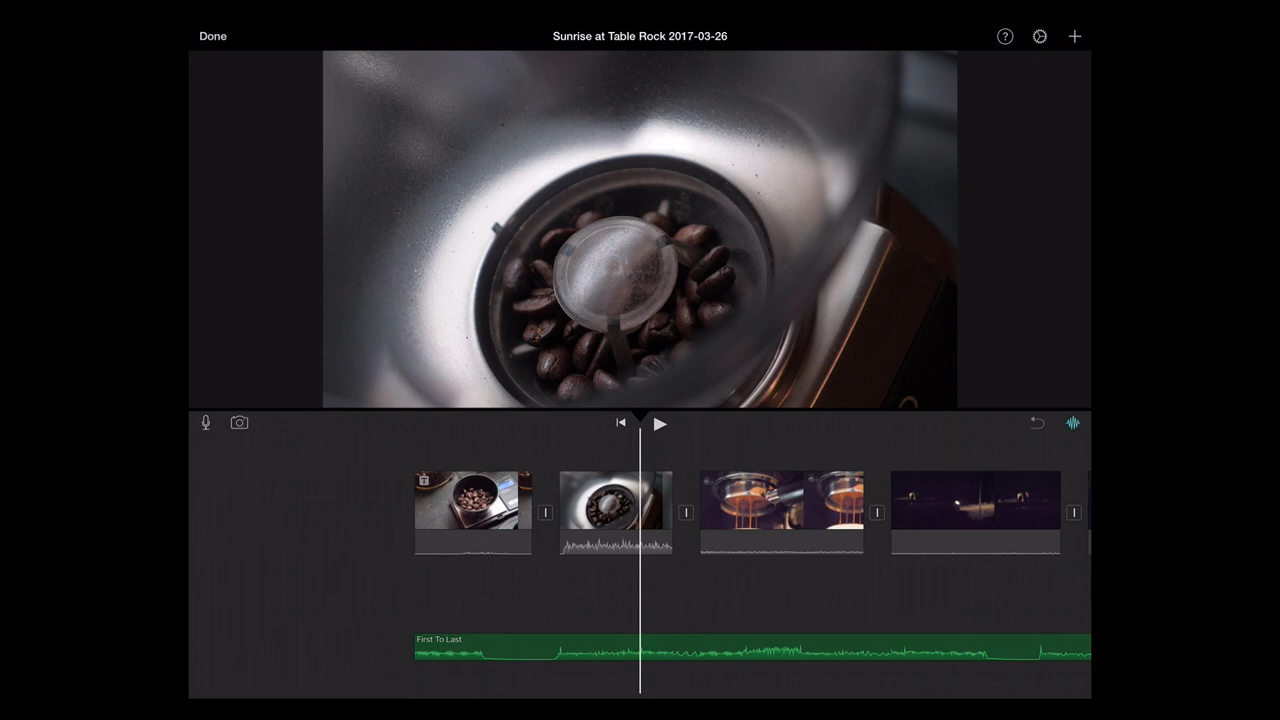 Done
Sunrise at Table Rock 2017-03-26
?
T
First To Last